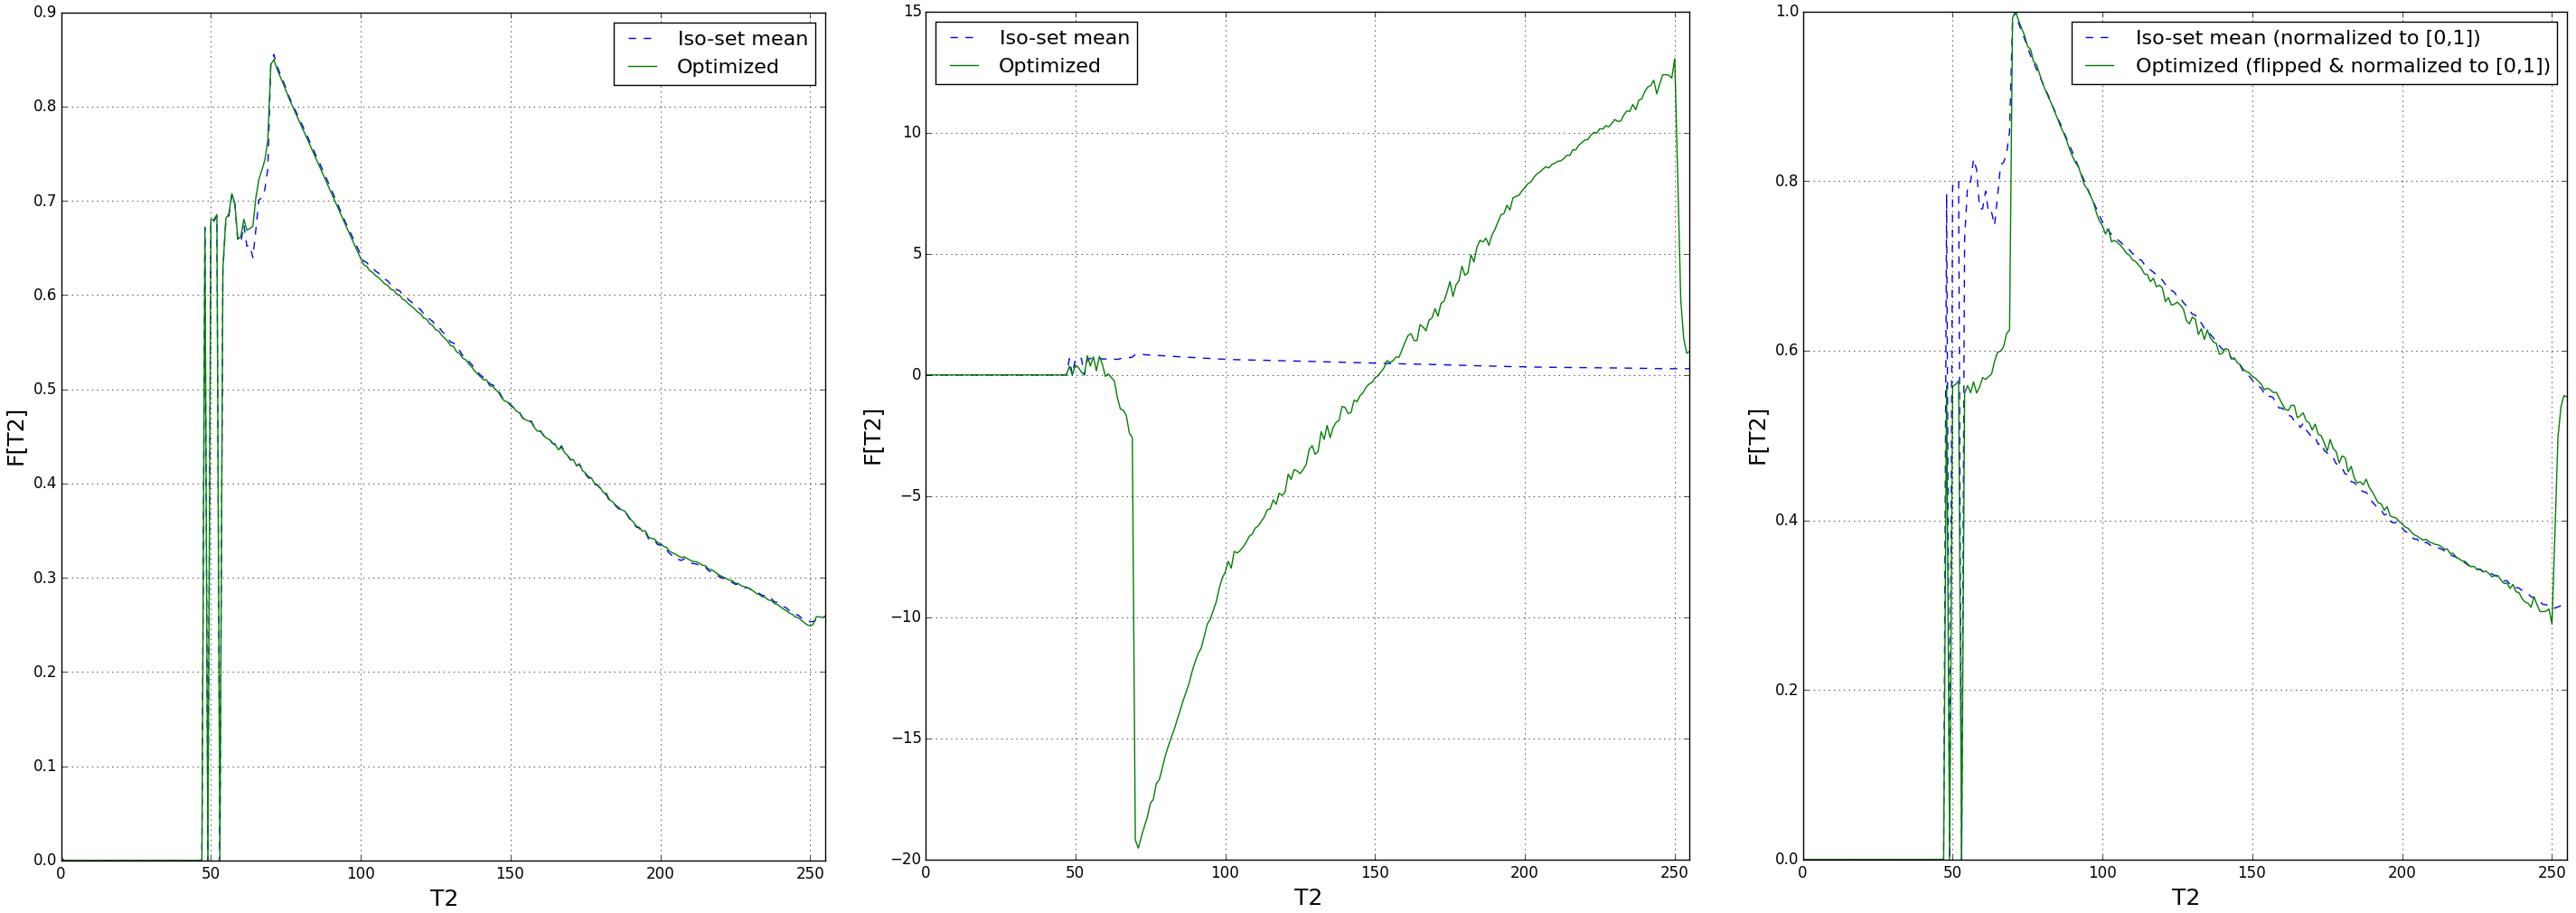 Iso-set mean
Optimized
F[T2]
0.9
0.8
0.7
0.6
0.5
0.4
0.3
0.2
0.1
0.0
0 50 100 150 200 250
T2
Iso-set mean
Optimized
F[T2]
15
10
5
0
−5
−10
−15
−20
0 50 100 150 200 250
T2
Iso-set mean (normalized to [0,1])
Optimized (flipped & normalized to [0,1])
F[T2]
1.0
0.8
0.6
0.4
0.2
0.0
0 50 100 150 200 250
T2